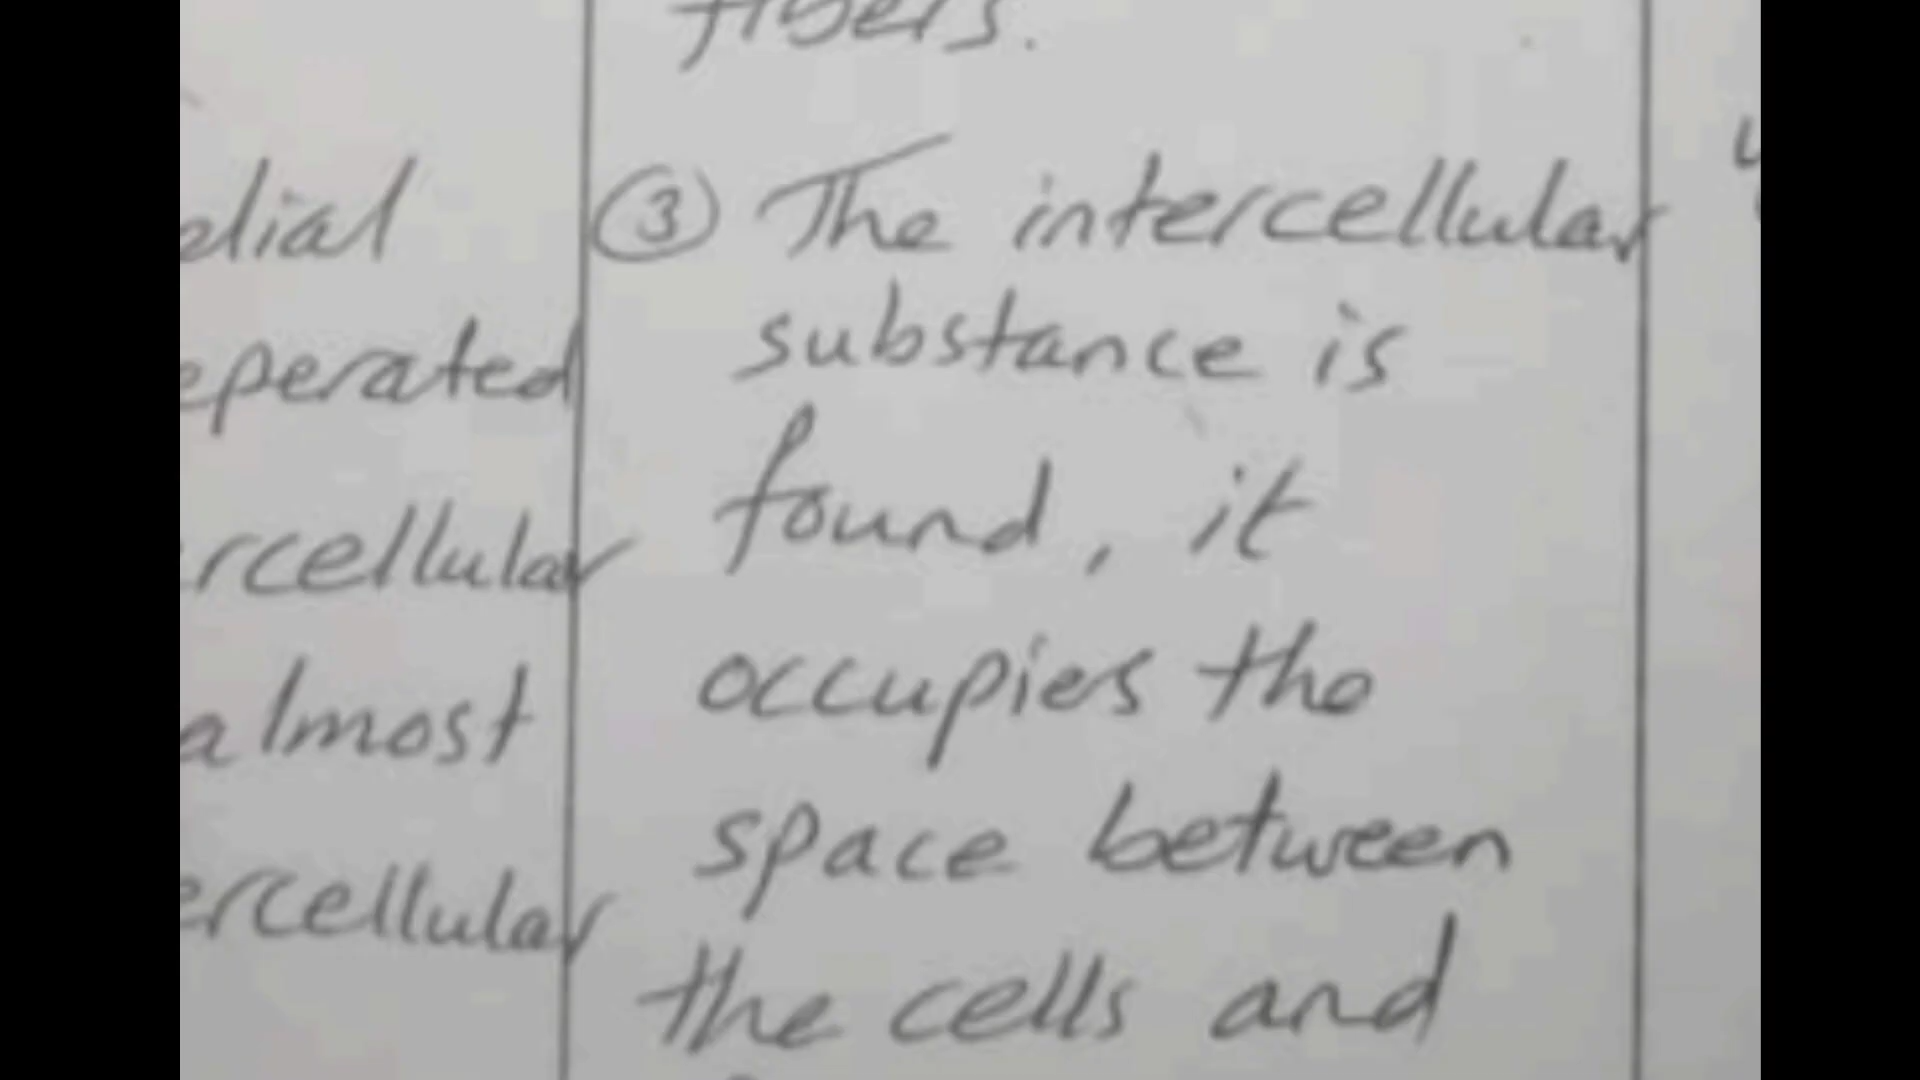 fibers.
③ The intercellular
substance is
found, it
occupies the
space between
the cells and
elial
eperated
rcellular
almost
ercellular